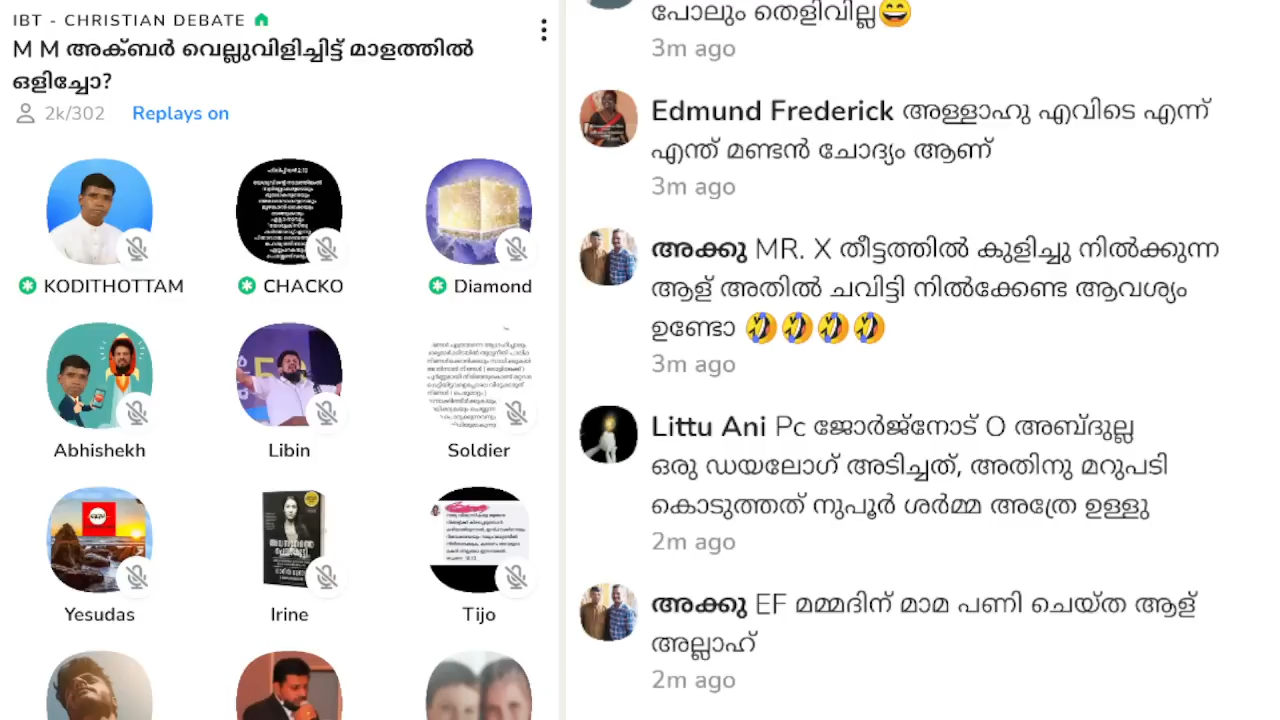 IBT - CHRISTIAN DEBATE
M M അക്ബർ വെല്ലുവിളിച്ചിട്ട് മാളത്തിൽ
ഒളിച്ചോ?
2k/302 Replays on
KODITHOTTAM
CHACKO
Diamond
Abhishekh
Libin
Soldier
Yesudas
Irine
Tijo
പോലും തെളിവില്ല😄
3m ago
Edmund Frederick അള്ളാഹു എവിടെ എന്ന്
എന്ത് മണ്ടൻ ചോദ്യം ആണ്
3m ago
അക്കു MR. X തീട്ടത്തിൽ കുളിച്ചു നിൽക്കുന്ന
ആള് അതിൽ ചവിട്ടി നിൽക്കേണ്ട ആവശ്യം
ഉണ്ടോ 🤣🤣🤣🤣
3m ago
Littu Ani Pc ജോർജ്നോട് O അബ്ദുല്ല
ഒരു ഡയലോഗ് അടിച്ചത്, അതിനു മറുപടി
കൊടുത്തത് നുപൂർ ശർമ്മ അത്രേ ഉള്ളു
2m ago
അക്കു EF മമ്മദിന് മാമ പണി ചെയ്ത ആള്
അല്ലാഹ്
2m ago